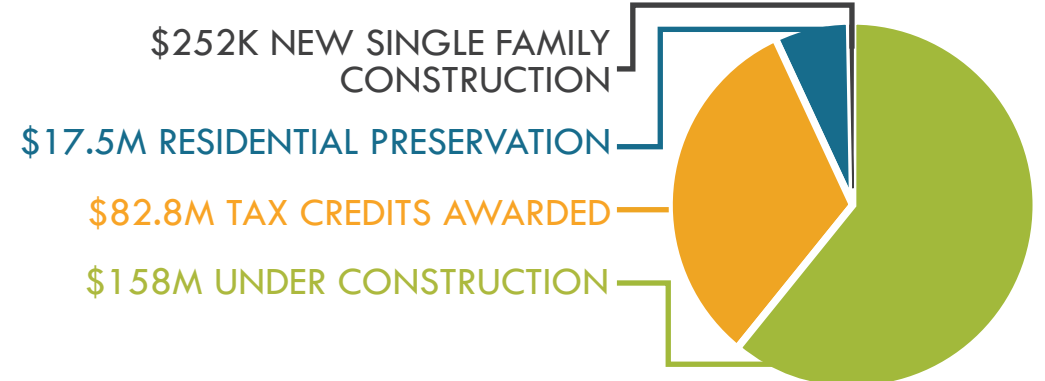 $252K NEW SINGLE FAMILY
CONSTRUCTION
$17.5M RESIDENTIAL PRESERVATION
$82.8M TAX CREDITS AWARDED
$158M UNDER CONSTRUCTION